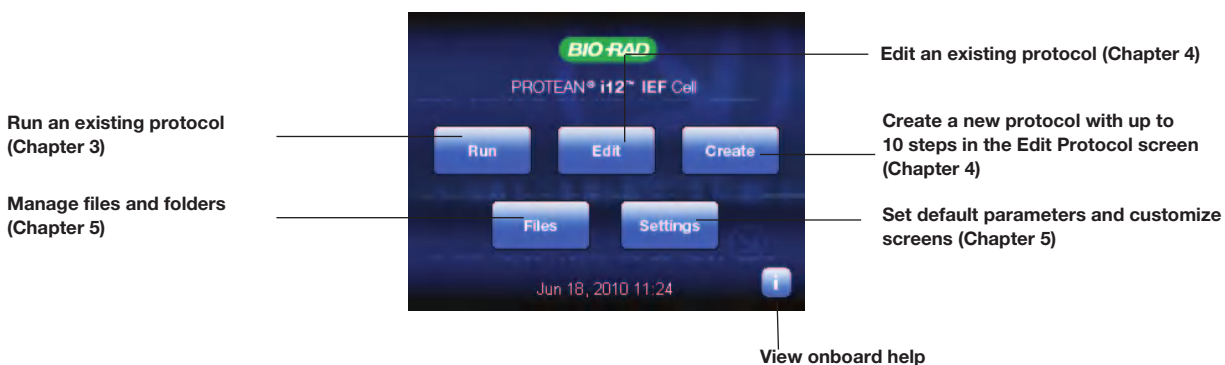 BIO-RAD
PROTEAN® i12™ IEF Cell
Run
Edit
Create
Files
Settings
Jun 18, 2010 11:24
i
Run an existing protocol
(Chapter 3)
Manage files and folders
(Chapter 5)
Edit an existing protocol (Chapter 4)
Create a new protocol with up to
10 steps in the Edit Protocol screen
(Chapter 4)
Set default parameters and customize
screens (Chapter 5)
View onboard help